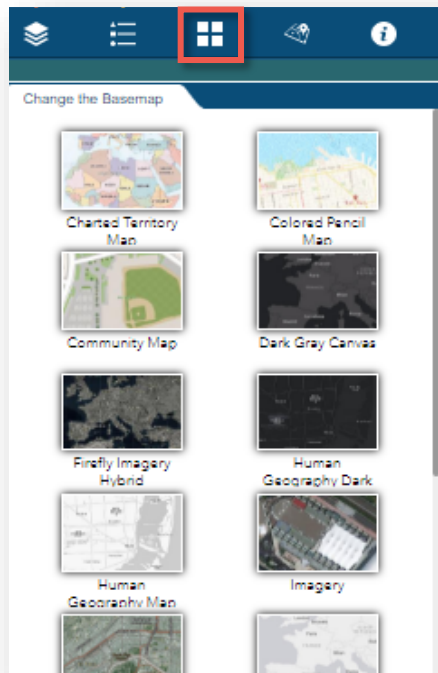 Change the Basemap
Charted Territory
Map
Colored Pencil
Map
Community Map
Dark Gray Canvas
Firefly Imagery
Hybrid
Human
Geography Dark
Human
Geography Map
Imagery